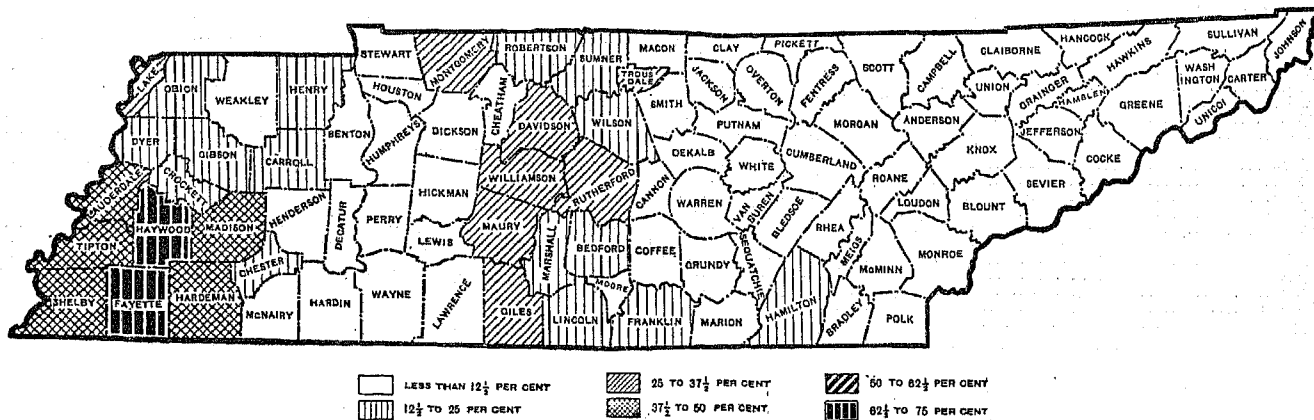 STEWART
MONTGOMERY
ROBERTSON
SUMNER
MACON
CLAY
PICKETT
SCOTT
CAMPBELL
CLAIBORNE
HANCOCK
HAWKINS
SULLIVAN
JOHNSON
LAKE
OBION
WEAKLEY
HENRY
HOUSTON
CHEATHAM
TROUSDALE
JACKSON
OVERTON
FENTRESS
UNION
GRAINGER
HAMBLEN
WASHINGTON
CARTER
UNICOI
GREENE
DYER
GIBSON
CARROLL
BENTON
HUMPHREYS
DICKSON
DAVIDSON
WILSON
SMITH
PUTNAM
MORGAN
ANDERSON
KNOX
JEFFERSON
COCKE
SEVIER
LAUDERDALE
CROCKETT
HAYWOOD
MADISON
HENDERSON
DECATUR
PERRY
HICKMAN
WILLIAMSON
RUTHERFORD
CANNON
DEKALB
WHITE
CUMBERLAND
ROANE
LOUDON
BLOUNT
TIPTON
CHESTER
LEWIS
MAURY
MARSHALL
BEDFORD
COFFEE
WARREN
VAN BUREN
BLEDSOE
RHEA
MEIGS
MCMINN
MONROE
SHELBY
FAYETTE
HARDEMAN
MCNAIRY
HARDIN
WAYNE
LAWRENCE
GILES
LINCOLN
MOORE
FRANKLIN
GRUNDY
SEQUATCHIE
MARION
HAMILTON
BRADLEY
POLK
LESS THAN 12½ PER CENT
25 TO 37½ PER CENT
50 TO 62½ PER CENT
12½ TO 25 PER CENT
37½ TO 50 PER CENT
62½ TO 75 PER CENT